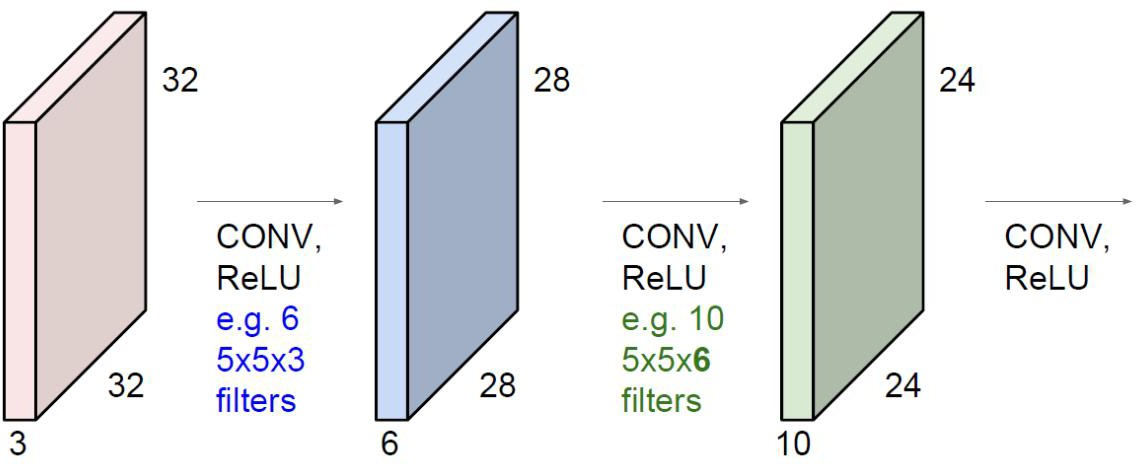 32
28
24
CONV,
ReLU
e.g. 6
5x5x3
filters
CONV,
ReLU
e.g. 10
5x5x6
filters
CONV,
ReLU
32
28
24
3
6
10